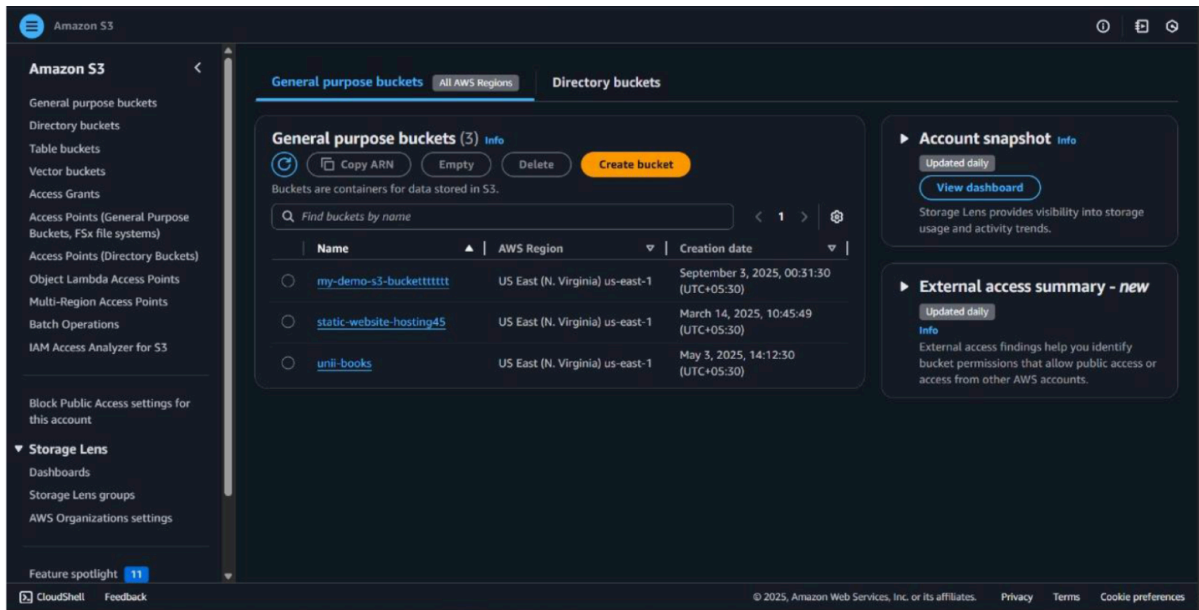 Amazon S3
Amazon S3
General purpose buckets
Directory buckets
Table buckets
Vector buckets
Access Grants
Access Points (General Purpose
Buckets, FSx file systems)
Access Points (Directory Buckets)
Object Lambda Access Points
Multi-Region Access Points
Batch Operations
IAM Access Analyzer for S3
Block Public Access settings for
this account
Storage Lens
Dashboards
Storage Lens groups
AWS Organizations settings
Feature spotlight 11
General purpose buckets All AWS Regions Directory buckets
General purpose buckets (3) Info
Copy ARN Empty Delete Create bucket
Buckets are containers for data stored in S3.
Find buckets by name 1
Name AWS Region Creation date
my-demo-s3-buckettttttt US East (N. Virginia) us-east-1 September 3, 2025, 00:31:30
(UTC+05:30)
static-website-hosting45 US East (N. Virginia) us-east-1 March 14, 2025, 10:45:49
(UTC+05:30)
unii-books US East (N. Virginia) us-east-1 May 3, 2025, 14:12:30
(UTC+05:30)
Account snapshot Info
Updated daily
View dashboard
Storage Lens provides visibility into storage
usage and activity trends.
External access summary - new
Updated daily
Info
External access findings help you identify
bucket permissions that allow public access or
access from other AWS accounts.
CloudShell Feedback © 2025, Amazon Web Services, Inc. or its affiliates. Privacy Terms Cookie preferences